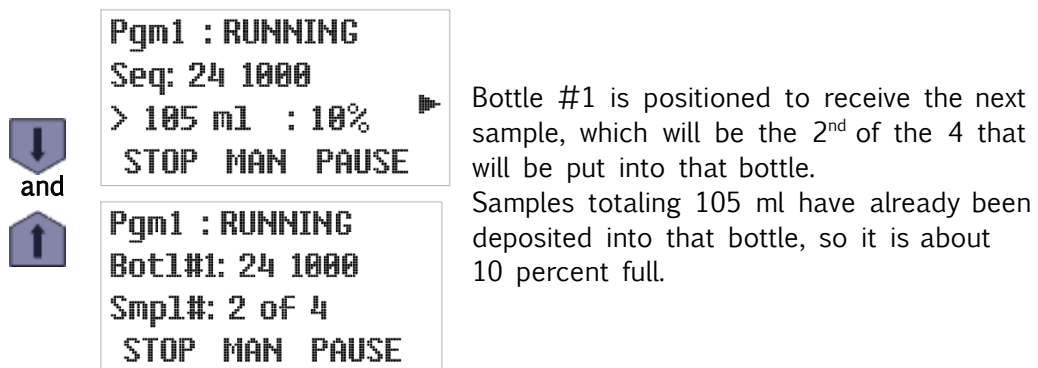 Pgm1 : RUNNING
Seq: 24 1000
> 105 ml : 10%
STOP MAN PAUSE
and
Pgm1 : RUNNING
Botl#1: 24 1000
Smpl#: 2 of 4
STOP MAN PAUSE
Bottle #1 is positioned to receive the next
sample, which will be the 2nd of the 4 that
will be put into that bottle.
Samples totaling 105 ml have already been
deposited into that bottle, so it is about
10 percent full.